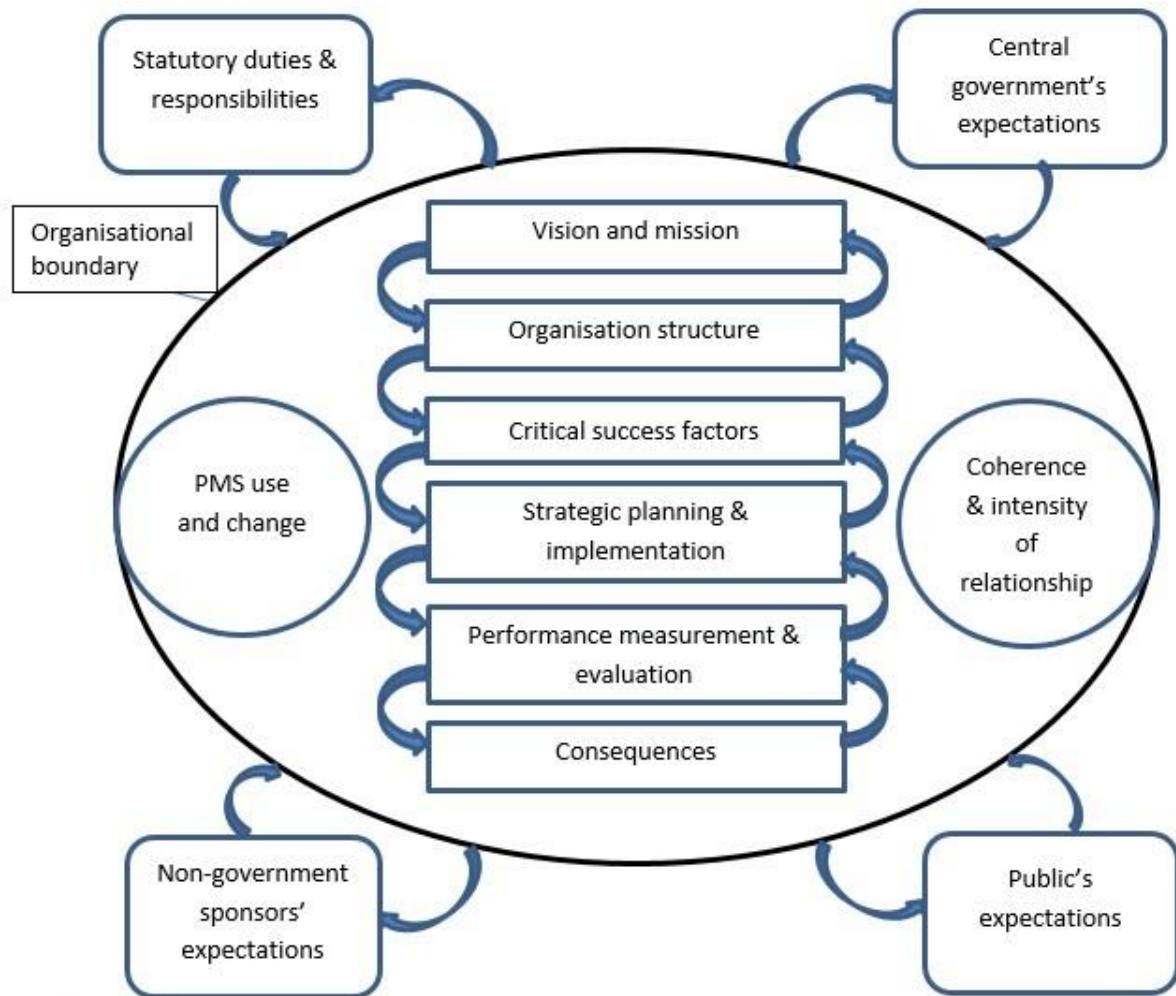 Statutory duties &
responsibilities
Central
government's
expectations
Organisational
boundary
Vision and mission
Organisation structure
Critical success factors
Strategic planning &
implementation
Performance measurement &
evaluation
Consequences
PMS use
and change
Coherence
& intensity
of
relationship
Non-government
sponsors'
expectations
Public's
expectations